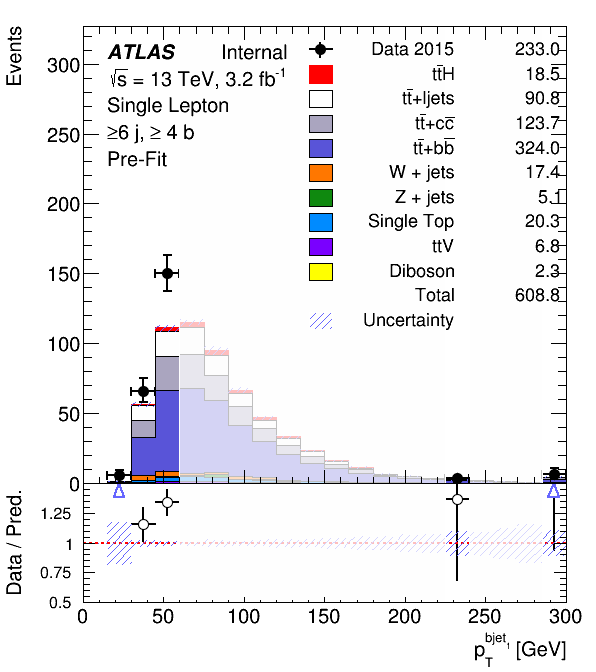 Events
ATLAS Internal
√s = 13 TeV, 3.2 fb⁻¹
Single Lepton
≥6 j, ≥ 4 b
Pre-Fit
Data 2015 233.0
tt̄H 18.5
tt̄+ljets 90.8
tt̄+cc̄ 123.7
tt̄+bb̄ 324.0
W + jets 17.4
Z + jets 5.1
Single Top 20.3
ttV 6.8
Diboson 2.3
Total 608.8
Uncertainty
300
250
200
150
100
50
0
Data / Pred.
1.25
1
0.75
0.5
0 50 100 150 200 250 300
p_T^bjet, [GeV]